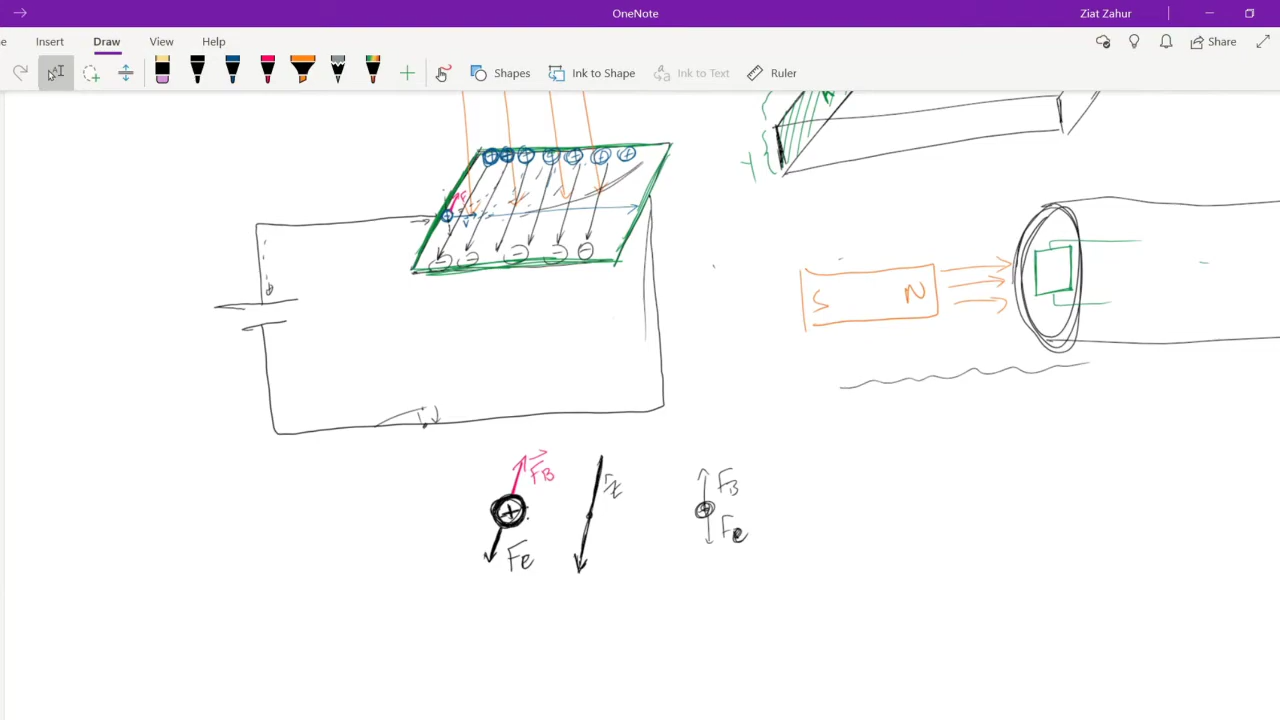 OneNote
Ziat Zahur
Insert Draw View Help
Share
Shapes
Ink to Shape
Ink to Text
Ruler
+ + + + + + +
F
+
V
- - - - -
S N
FB
+
Fe
FB
+
Fe